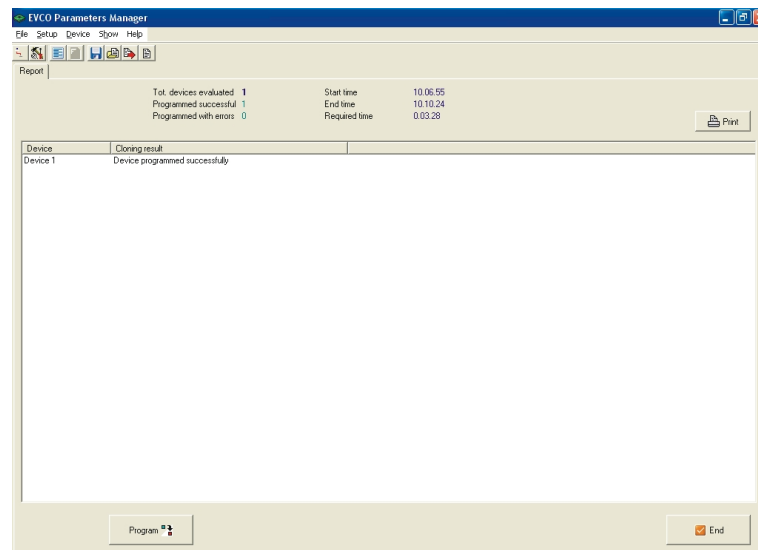 EVCO Parameters Manager
File Setup Device Show Help
Report
Tot. devices evaluated 1 Start time 10.06.55
Programmed successful 1 End time 10.10.24
Programmed with errors 0 Required time 0.03.28
Print
Device Cloning result
Device 1 Device programmed successfully
Program End